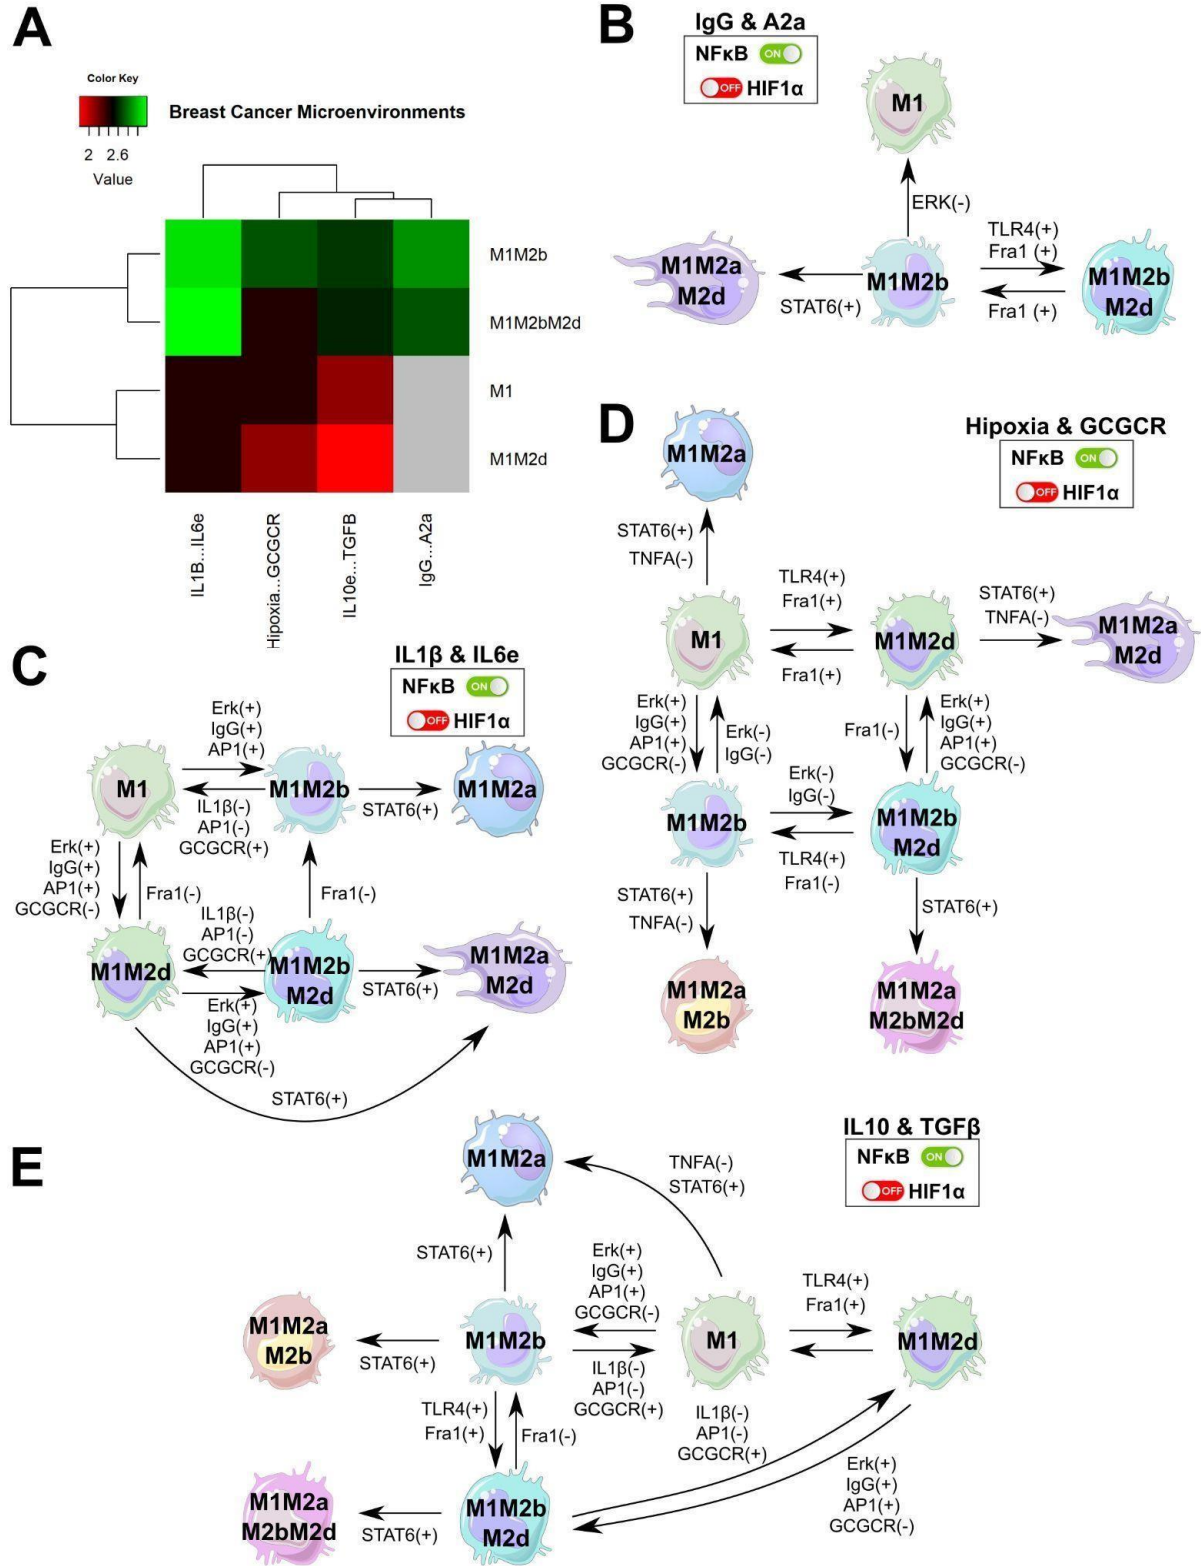 A
Color Key
2 2.6
Value
Breast Cancer Microenvironments
M1M2b
M1M2bM2d
M1
M1M2d
IL1B...IL6e
Hipoxia...GCGCR
IL10e...TGFB
IgG...A2a
B
IgG & A2a
NFκB ON
OFF HIF1α
M1
ERK(-)
M1M2a
M2d
STAT6(+)
M1M2b
TLR4(+)
Fra1 (+)
Fra1 (+)
M1M2b
M2d
C
IL1β & IL6e
NFκB ON
OFF HIF1α
M1
Erk(+)
IgG(+)
AP1(+)
IL1β(-)
AP1(-)
GCGCR(+)
M1M2b
STAT6(+)
M1M2a
Erk(+)
IgG(+)
AP1(+)
GCGCR(-)
Fra1(-)
Fra1(-)
M1M2d
IL1β(-)
AP1(-)
GCGCR(+)
Erk(+)
IgG(+)
AP1(+)
GCGCR(-)
M1M2b
M2d
STAT6(+)
M1M2a
M2d
STAT6(+)
D
Hipoxia & GCGCR
NFκB ON
OFF HIF1α
M1M2a
STAT6(+)
TNFA(-)
M1
TLR4(+)
Fra1(+)
Fra1(+)
M1M2d
STAT6(+)
TNFA(-)
M1M2a
M2d
Erk(+)
IgG(+)
AP1(+)
GCGCR(-)
Erk(-)
IgG(-)
Fra1(-)
Erk(+)
IgG(+)
AP1(+)
GCGCR(-)
M1M2b
Erk(-)
IgG(-)
TLR4(+)
Fra1(-)
M1M2b
M2d
STAT6(+)
TNFA(-)
STAT6(+)
M1M2a
M2b
M1M2a
M2bM2d
E
IL10 & TGFβ
NFκB ON
OFF HIF1α
M1M2a
TNFA(-)
STAT6(+)
STAT6(+)
Erk(+)
IgG(+)
AP1(+)
GCGCR(-)
TLR4(+)
Fra1(+)
M1M2a
M2b
STAT6(+)
M1M2b
M1
M1M2d
IL1β(-)
AP1(-)
GCGCR(+)
TLR4(+)
Fra1(+)
Fra1(-)
IL1β(-)
AP1(-)
GCGCR(+)
Erk(+)
IgG(+)
AP1(+)
GCGCR(-)
M1M2a
M2bM2d
STAT6(+)
M1M2b
M2d